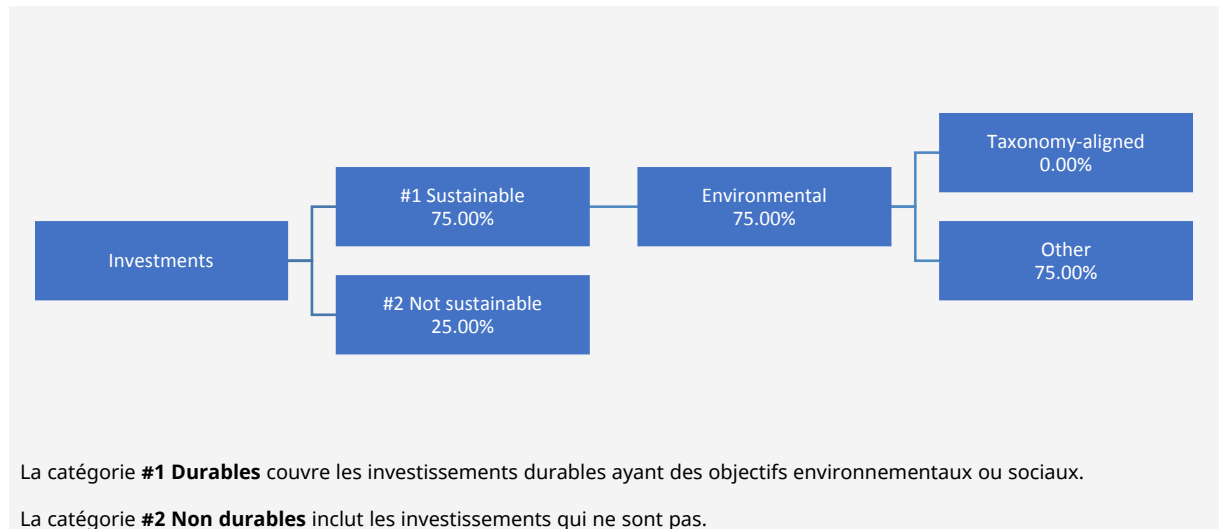 Taxonomy-aligned
0.00%
#1 Sustainable
75.00%
Environmental
75.00%
Investments
Other
75.00%
#2 Not sustainable
25.00%
La catégorie #1 Durables couvre les investissements durables ayant des objectifs environnementaux ou sociaux.
La catégorie #2 Non durables inclut les investissements qui ne sont pas.